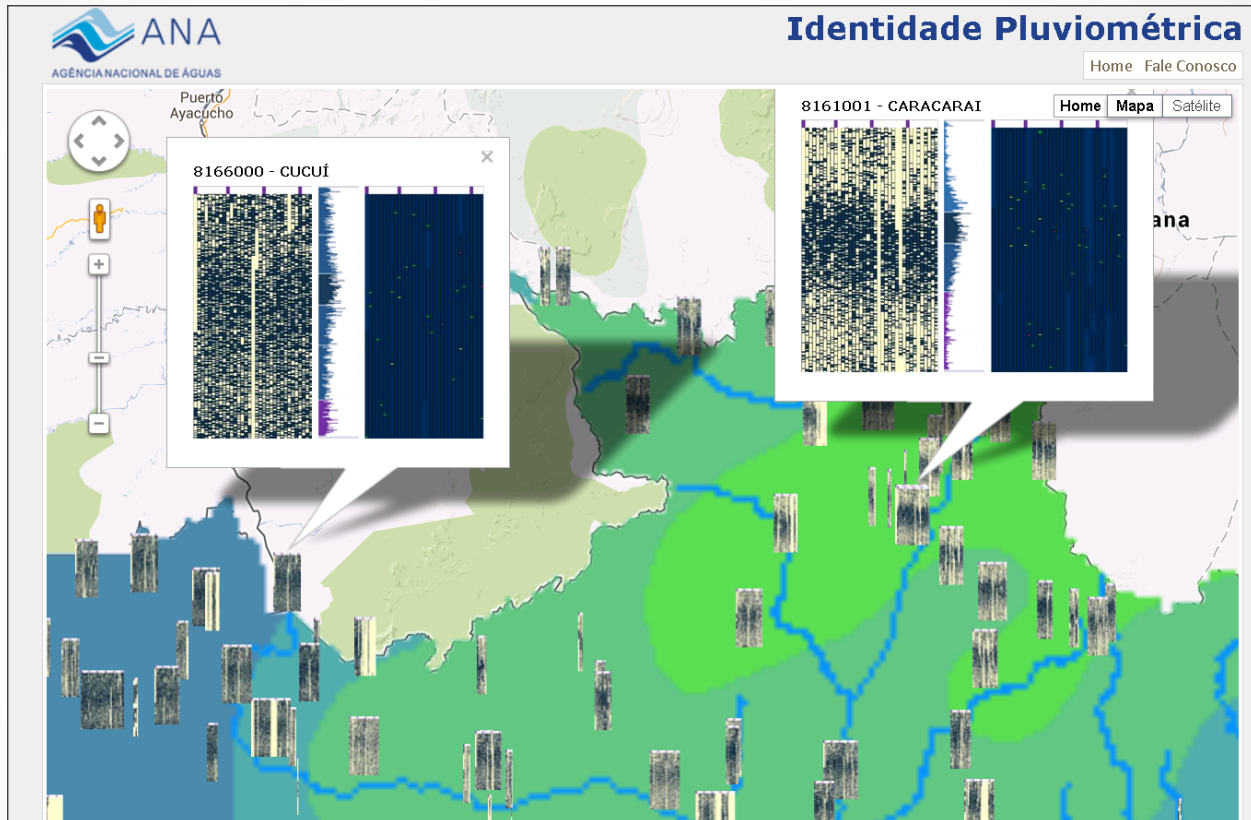 ANA
AGÊNCIA NACIONAL DE ÁGUAS
Identidade Pluviométrica
Home Fale Conosco
Puerto
Ayacucho
8161001 - CARACARAI
Home Mapa Satélite
8166000 - CUCUÍ
ana